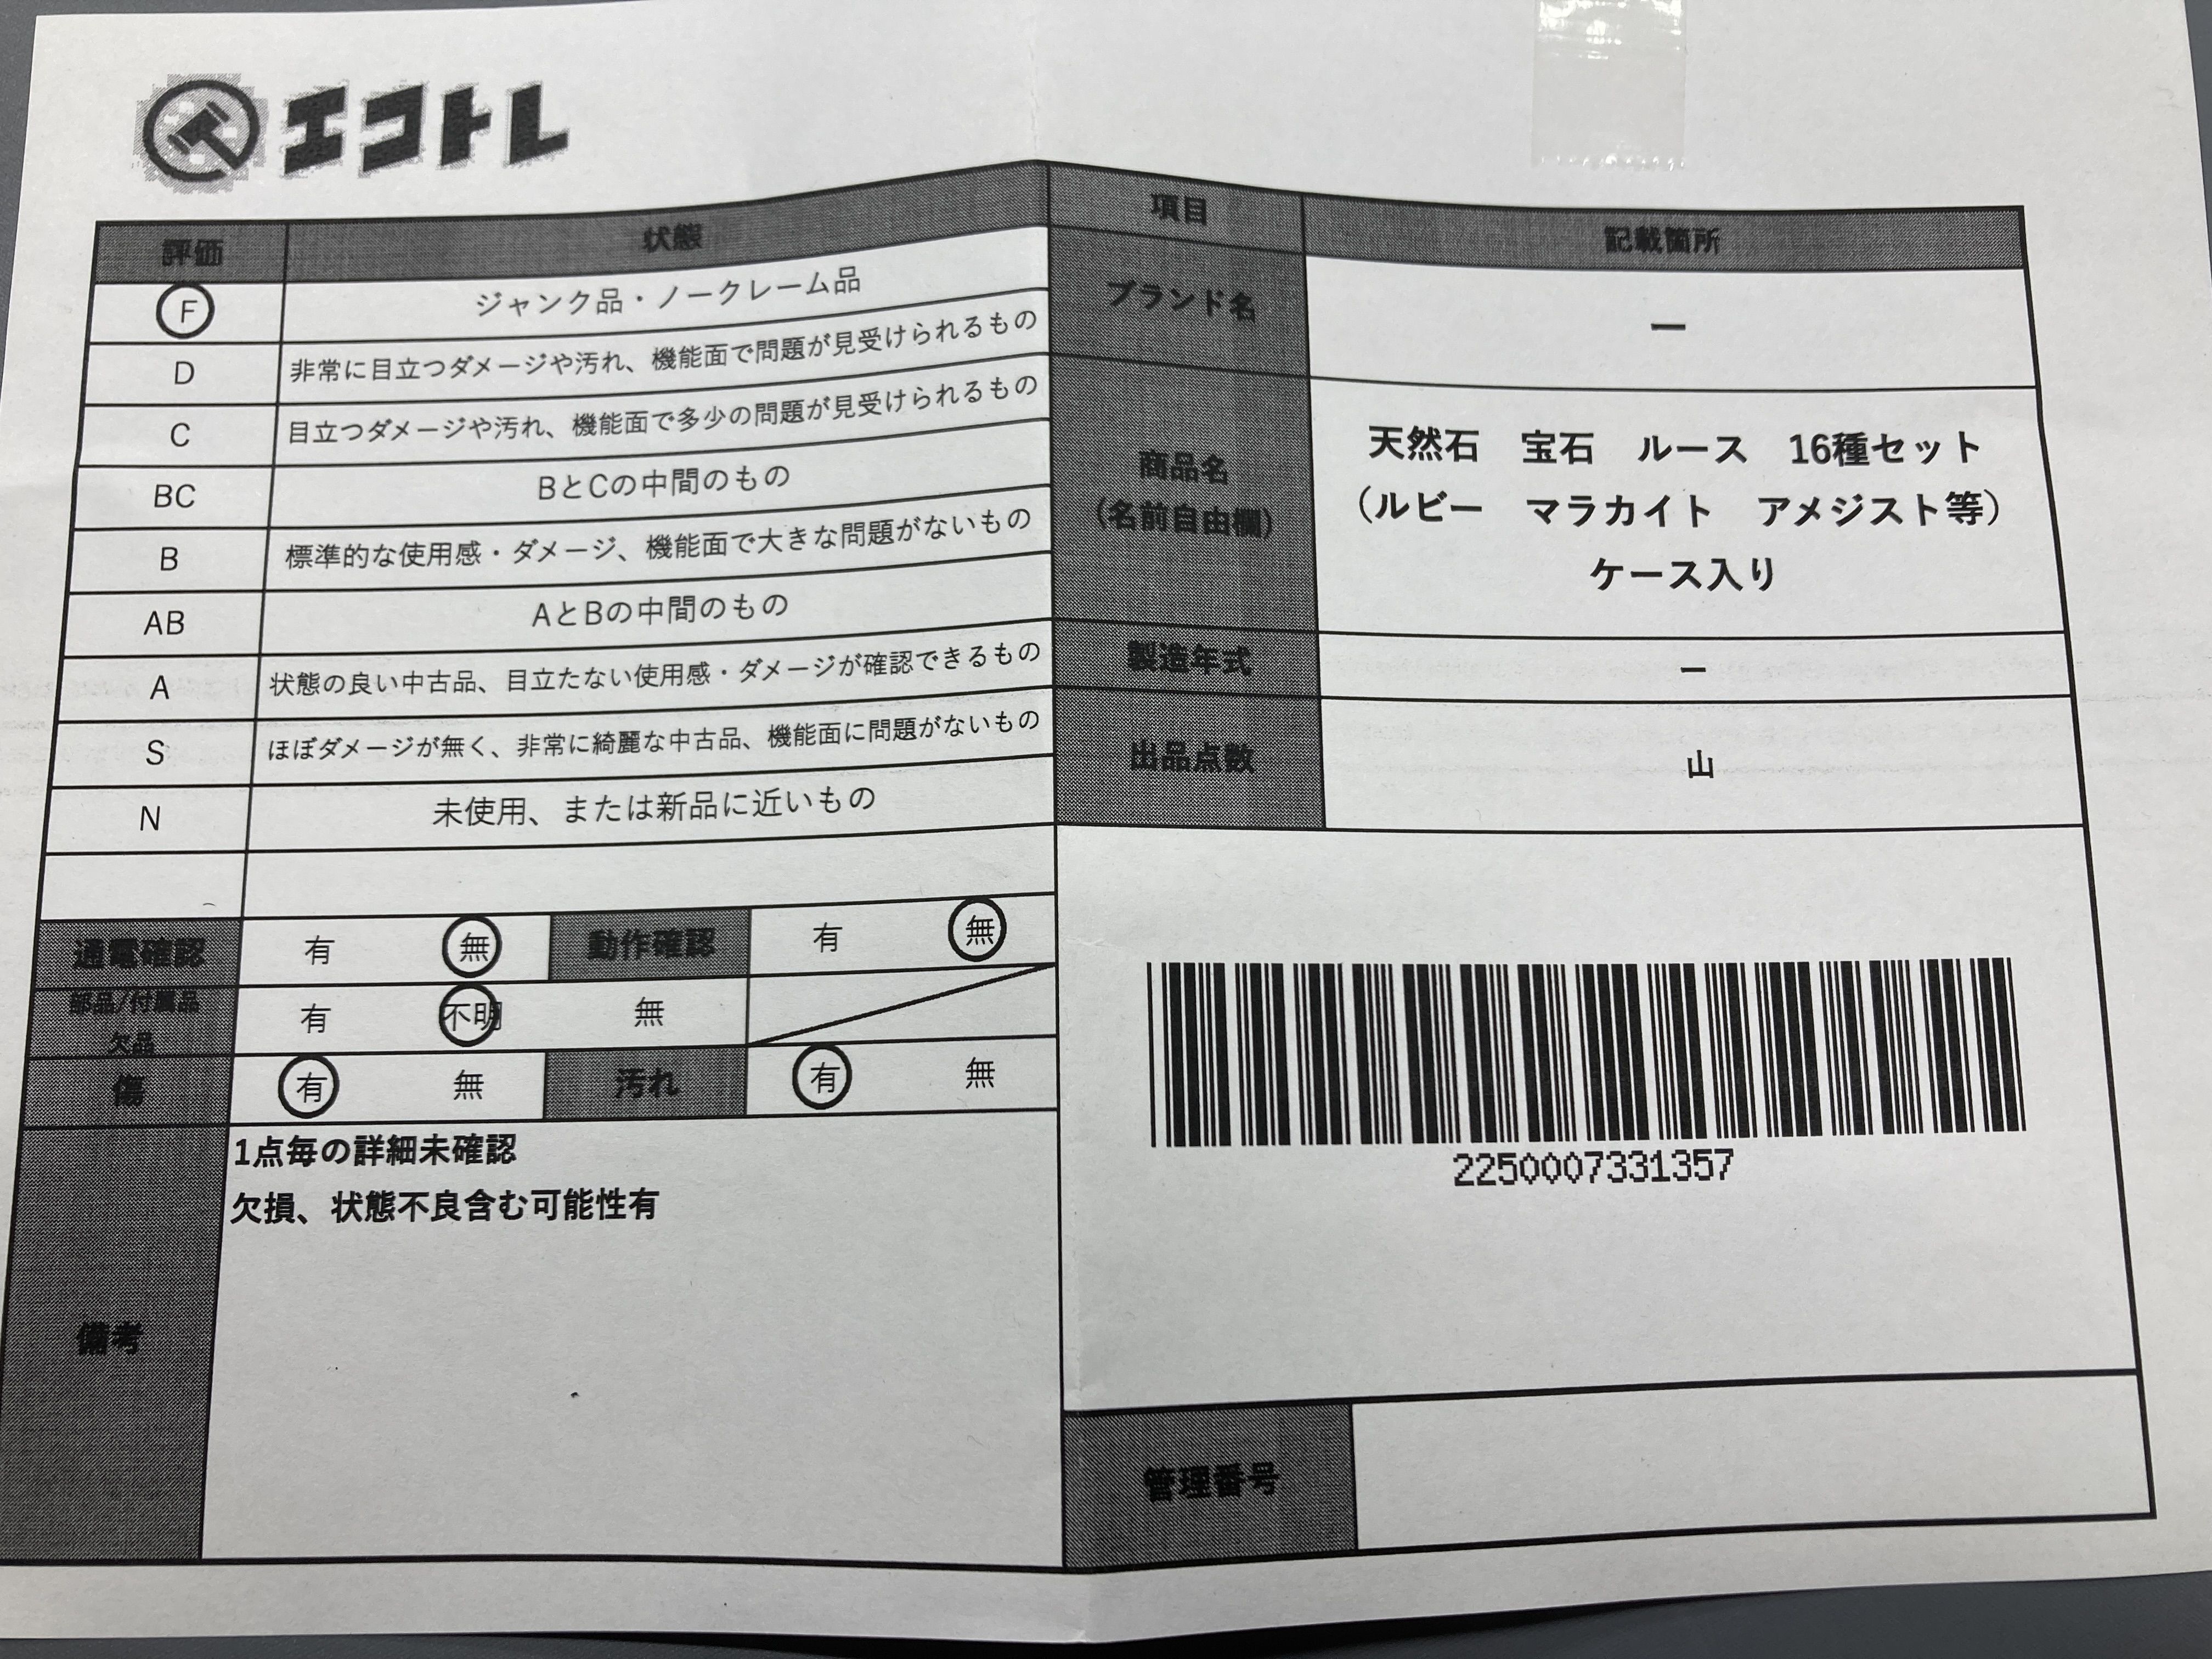 エコトレ
評価 状態
F ジャンク品・ノークレーム品
D 非常に目立つダメージや汚れ、機能面で問題が見受けられるもの
C 目立つダメージや汚れ、機能面で多少の問題が見受けられるもの
BC BとCの中間のもの
B 標準的な使用感・ダメージ、機能面で大きな問題がないもの
AB AとBの中間のもの
A 状態の良い中古品、目立たない使用感・ダメージが確認できるもの
S ほぼダメージが無く、非常に綺麗な中古品、機能面に問題がないもの
N 未使用、または新品に近いもの
通電確認 有 無 動作確認 有 無
部品/付属品
欠品 有 不明 無
傷 有 無 汚れ 有 無
備考
1点毎の詳細未確認
欠損、状態不良含む可能性有
項目 記載箇所
ブランド名 ー
商品名
(名前自由欄)
天然石 宝石 ルース 16種セット
（ルビー マラカイト アメジスト等）
ケース入り
製造年式 ー
出品点数 山
2250007331357
管理番号